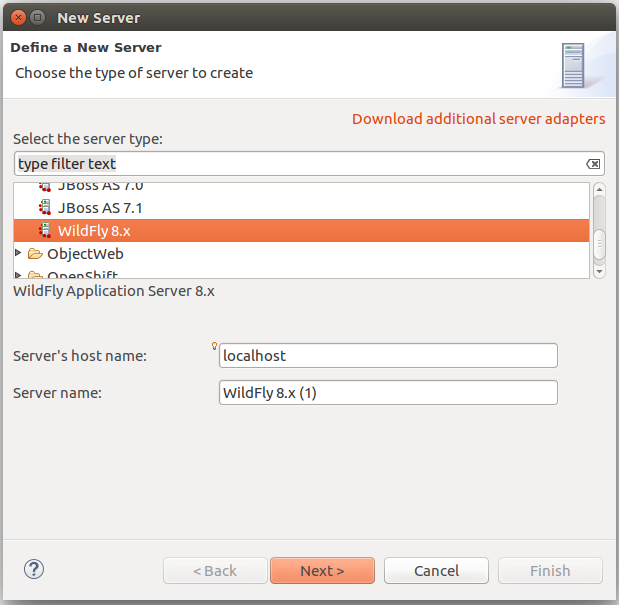 New Server
Define a New Server
Choose the type of server to create
Download additional server adapters
Select the server type:
type filter text
JBoss AS 7.0
JBoss AS 7.1
WildFly 8.x
ObjectWeb
OpenShift
WildFly Application Server 8.x
Server's host name:
localhost
Server name:
WildFly 8.x (1)
?
< Back
Next >
Cancel
Finish